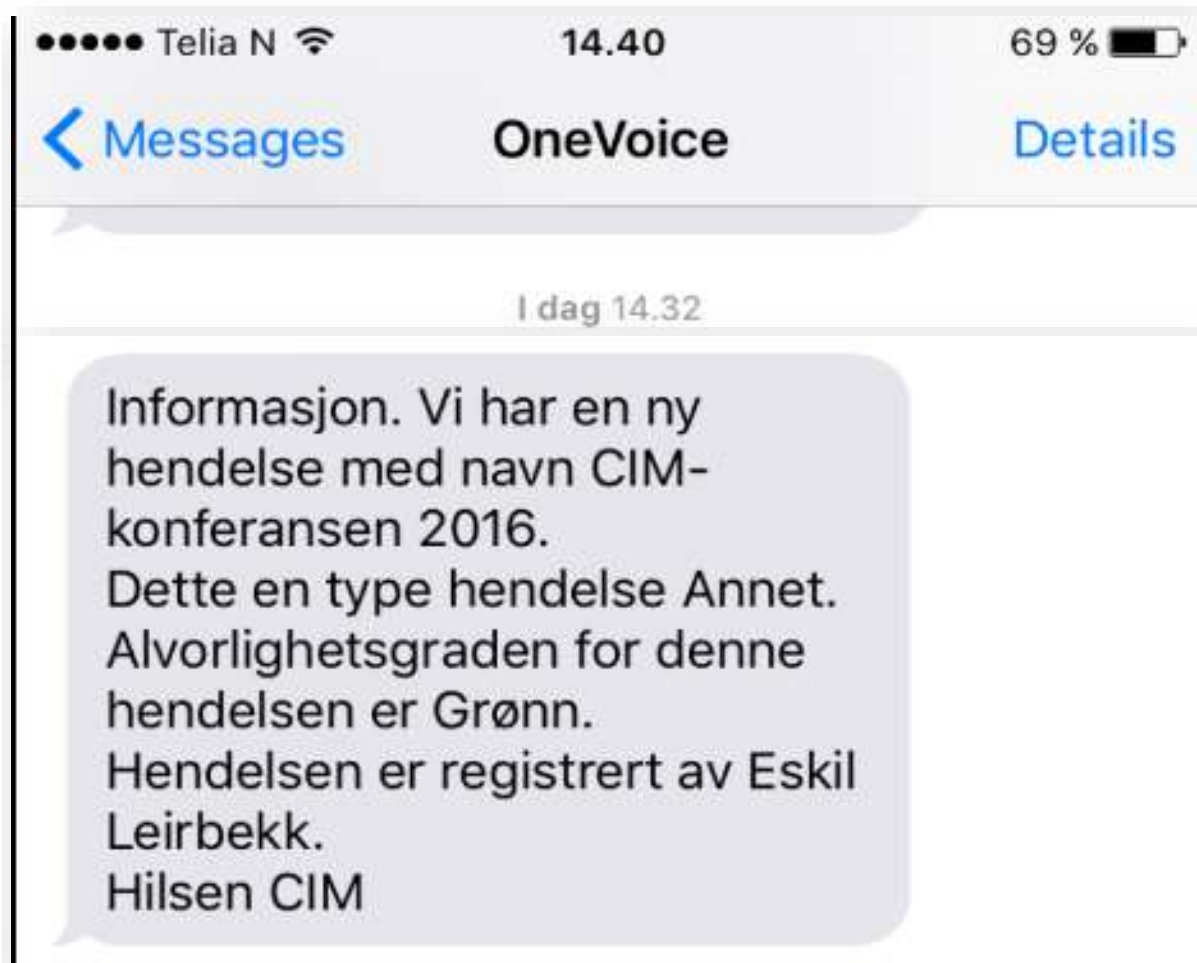 Telia N 14.40 69 %
Messages OneVoice Details
I dag 14.32
Informasjon. Vi har en ny
hendelse med navn CIM-
konferansen 2016.
Dette en type hendelse Annet.
Alvorlighetsgraden for denne
hendelsen er Grønn.
Hendelsen er registrert av Eskil
Leirbekk.
Hilsen CIM